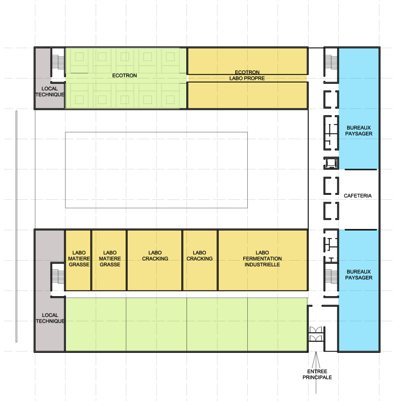 ECOTRON
ECOTRON
LABO PROPRE
LOCAL
TECHNIQUE
BUREAUX
PAYSAGER
CAFETERIA
LABO
MATIERE
GRASSE
LABO
MATIERE
GRASSE
LABO
CRACKING
LABO
CRACKING
LABO
FERMENTATION
INDUSTRIELLE
BUREAUX
PAYSAGER
LOCAL
TECHNIQUE
ENTREE
PRINCIPALE